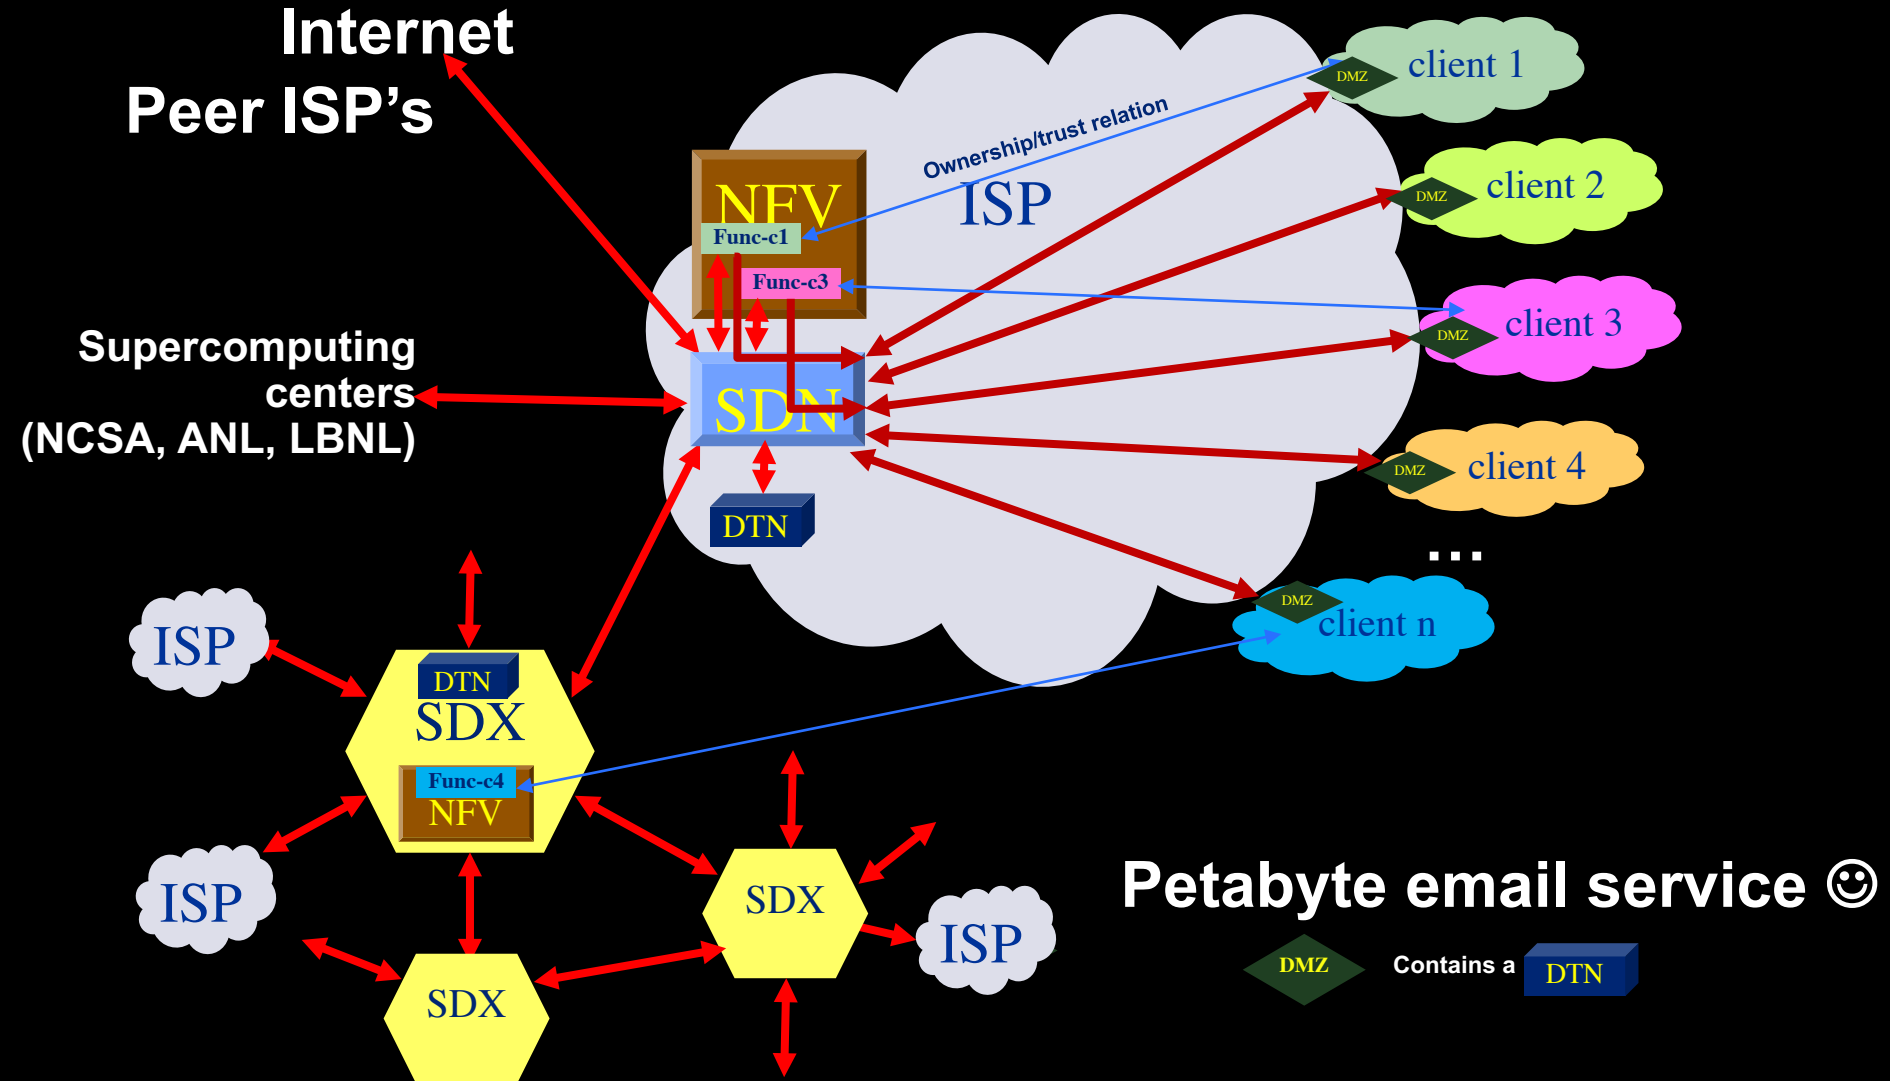 Internet
Peer ISP's
Supercomputing
centers
(NCSA, ANL, LBNL)
NFV
Func-c1
Func-c3
SDN
DTN
Ownership/trust relation
ISP
DMZ
client 1
DMZ
client 2
DMZ
client 3
DMZ
client 4
...
DMZ
client n
ISP
DTN
SDX
Func-c4
NFV
ISP
SDX
SDX
ISP
Petabyte email service ☺
DMZ
Contains a
DTN